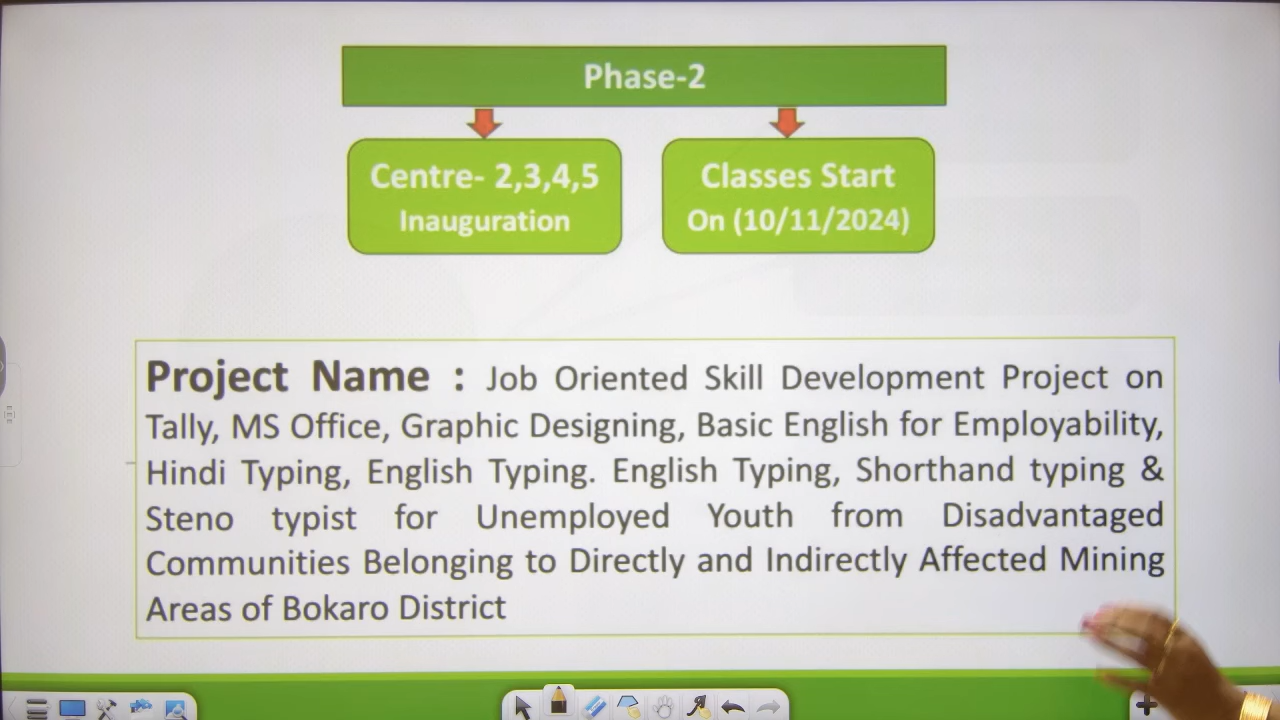 Phase-2
Centre- 2,3,4,5
Inauguration
Classes Start
On (10/11/2024)
Project Name : Job Oriented Skill Development Project on
Tally, MS Office, Graphic Designing, Basic English for Employability,
Hindi Typing, English Typing. English Typing, Shorthand typing &
Steno typist for Unemployed Youth from Disadvantaged
Communities Belonging to Directly and Indirectly Affected Mining
Areas of Bokaro District